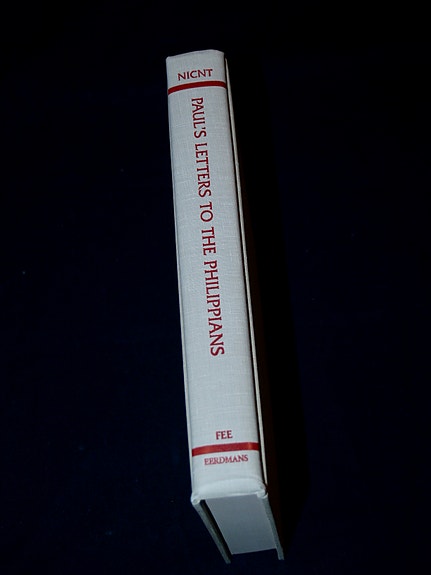 NICNT
PAUL'S LETTERS TO THE PHILIPPIANS
FEE
EERDMANS